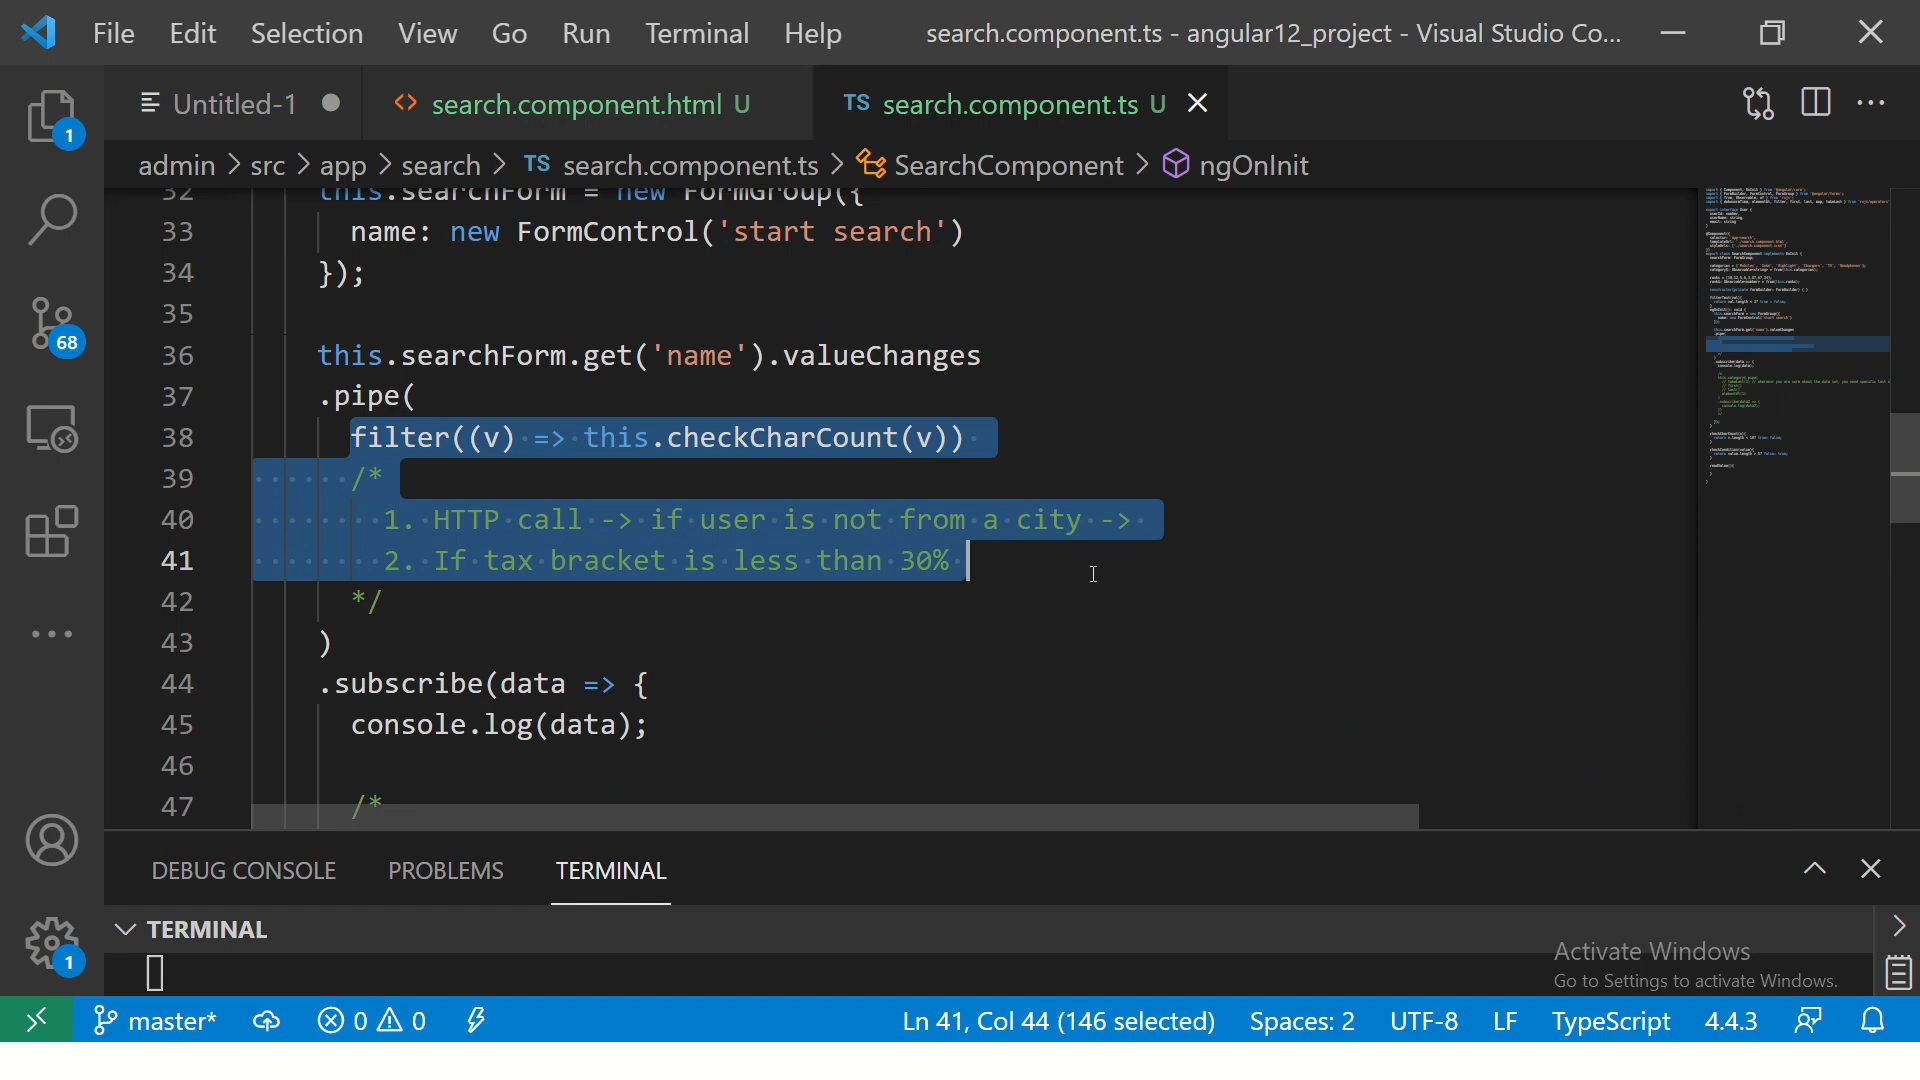 File Edit Selection View Go Run Terminal Help search.component.ts - angular12_project - Visual Studio Co...
Untitled-1 search.component.html U TS search.component.ts U
admin > src > app > search > TS search.component.ts > SearchComponent > ngOnInit
32 this.searchForm = new FormGroup({
33 name: new FormControl('start search')
34 });
35
36 this.searchForm.get('name').valueChanges
37 .pipe(
38 filter((v) => this.checkCharCount(v))
39 /*
40 1. HTTP call -> if user is not from a city ->
41 2. If tax bracket is less than 30%
42 */
43 )
44 .subscribe(data => {
45 console.log(data);
46
47 /*
1
68
1
DEBUG CONSOLE PROBLEMS TERMINAL
TERMINAL
Activate Windows
Go to Settings to activate Windows.
master* 0 0 Ln 41, Col 44 (146 selected) Spaces: 2 UTF-8 LF TypeScript 4.4.3